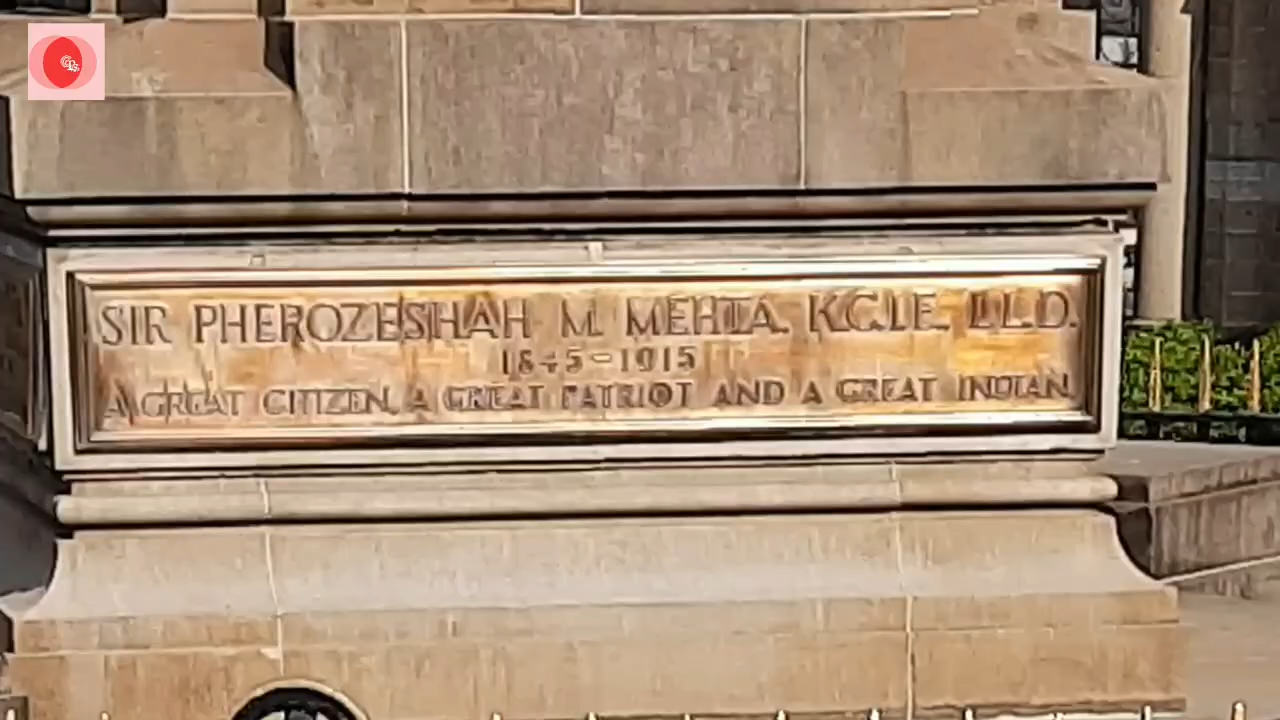 SIR PHEROZESHAH M. MEHTA. K.C.I.E. LL.D.
1845-1915
A GREAT CITIZEN, A GREAT PATRIOT AND A GREAT INDIAN.